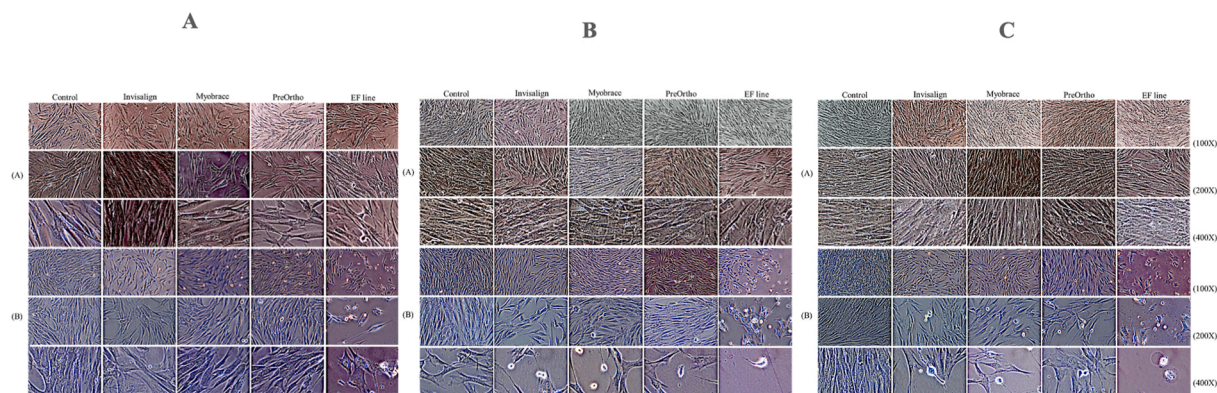 A
B
C
Control Invisalign Myobrace PreOrtho EF line
Control Invisalign Myobrace PreOrtho EF line
Control Invisalign Myobrace PreOrtho EF line
(100X)
(A)
(A)
(A)
(200X)
(400X)
(100X)
(B)
(B)
(B)
(200X)
(400X)